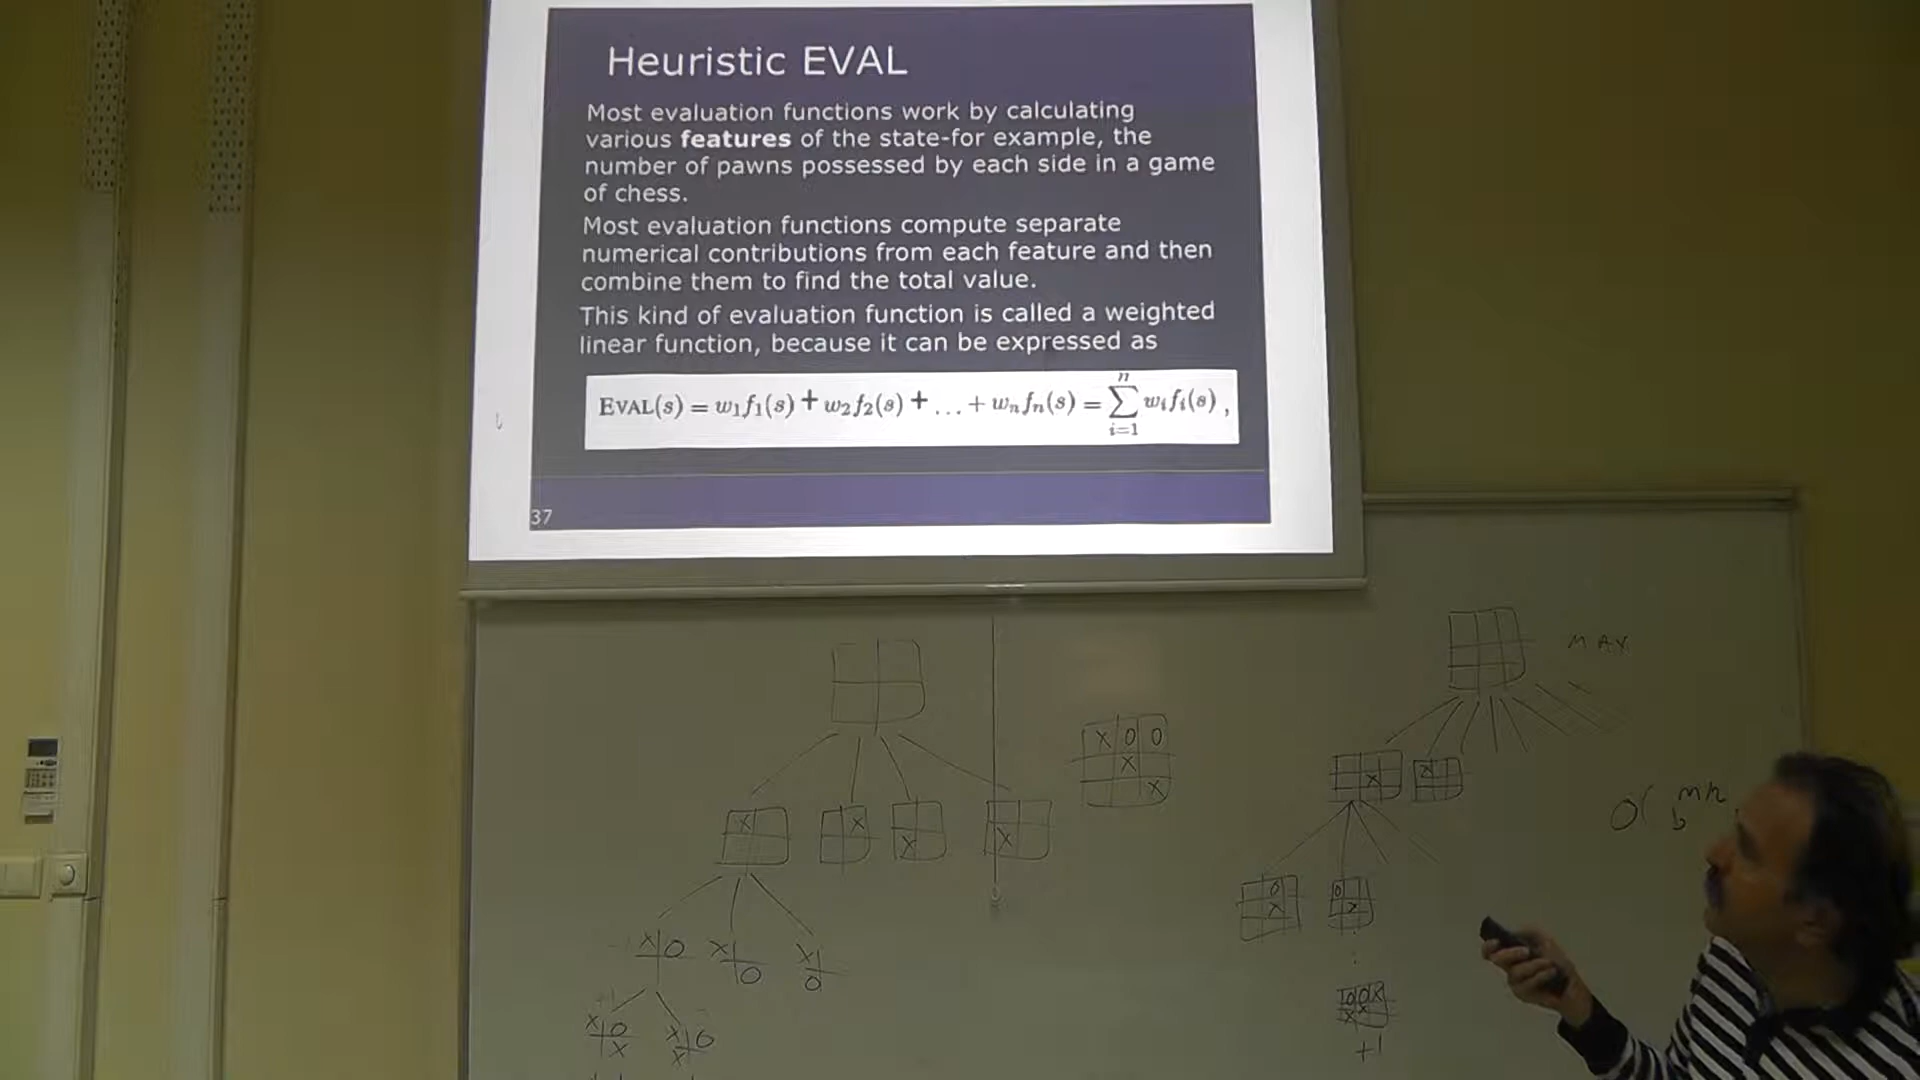 Heuristic EVAL
Most evaluation functions work by calculating
various features of the state-for example, the
number of pawns possessed by each side in a game
of chess.
Most evaluation functions compute separate
numerical contributions from each feature and then
combine them to find the total value.
This kind of evaluation function is called a weighted
linear function, because it can be expressed as
EVAL(s) = w₁f₁(s) + w₂f₂(s) + ... + wₙfₙ(s) = ∑ᵢ₌₁ⁿ wᵢfᵢ(s) ,
37
MAX
X O O
X
X
X
X
X
X
X
X
O
X
O
X
X O
X
O
X
O
X O
X
X O
X
+1